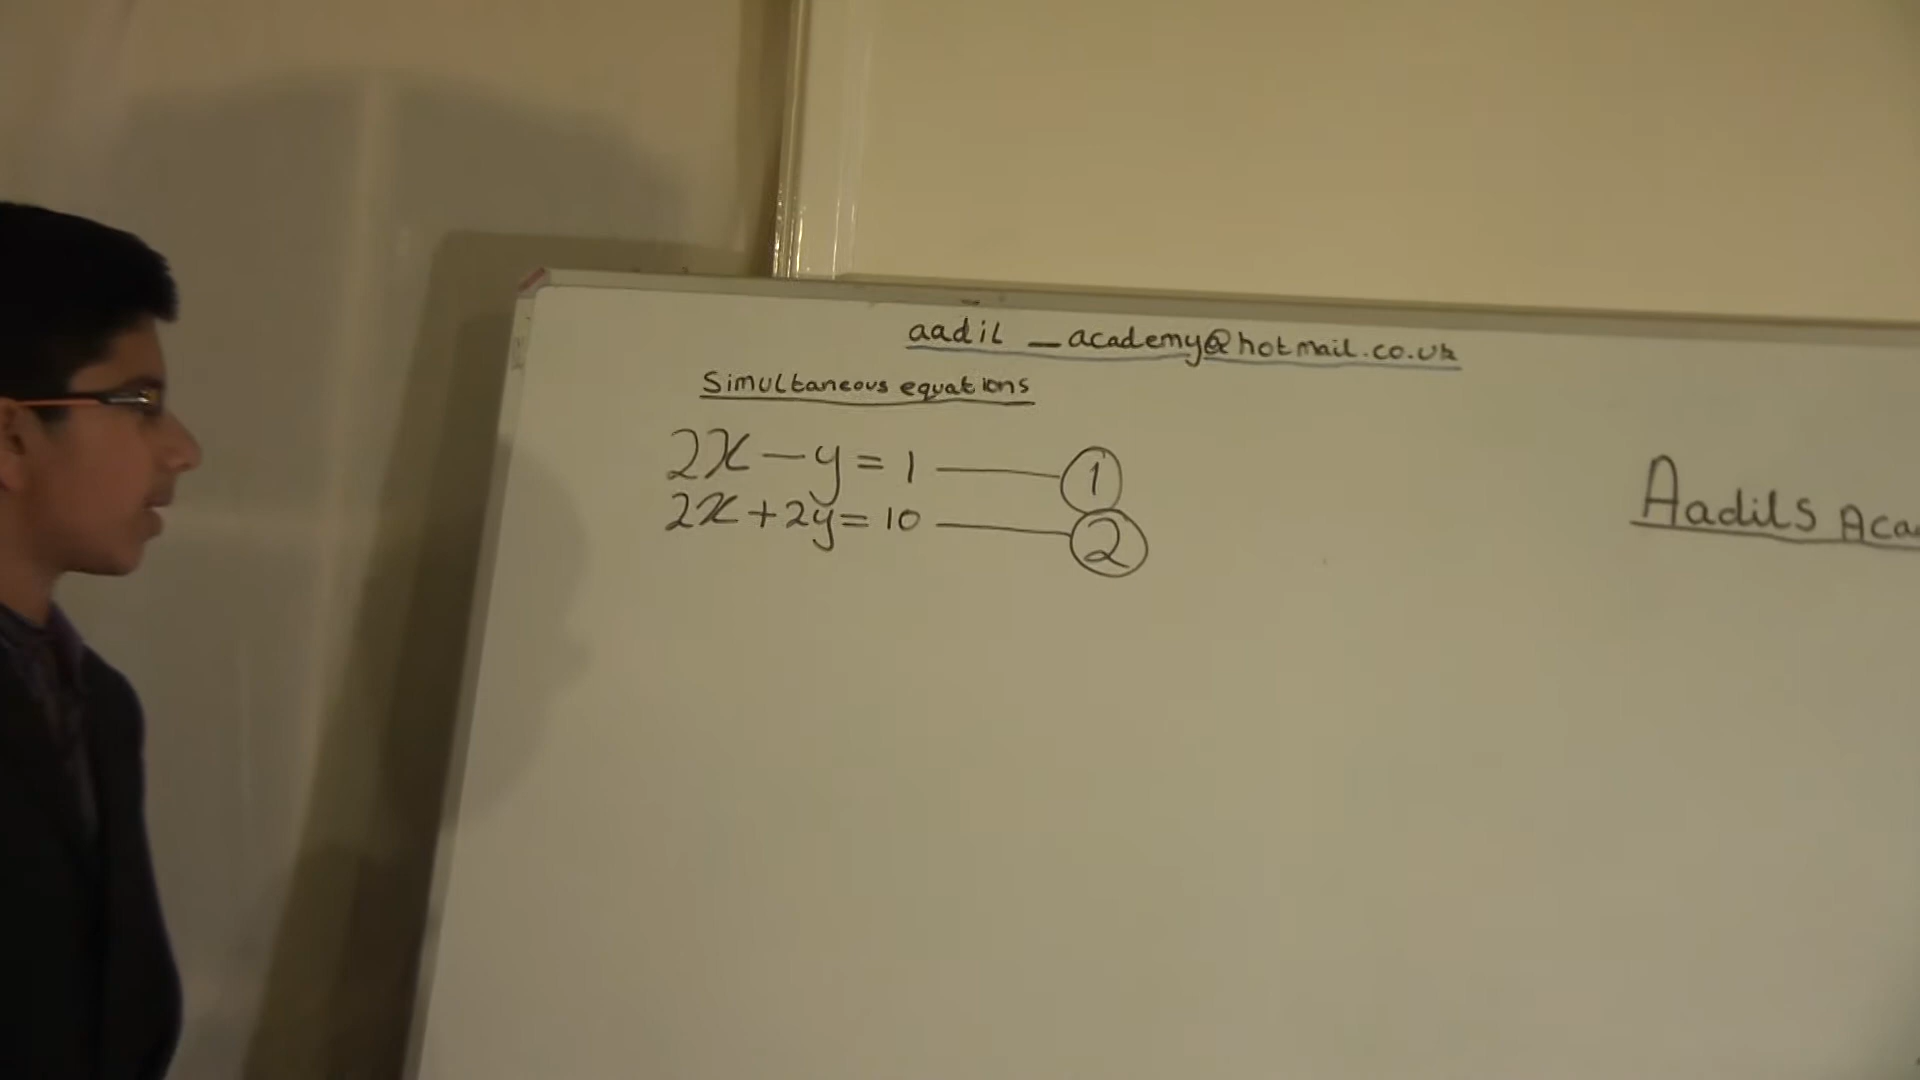 aadil _academy@hotmail.co.uk
Simultaneous equations
2x - y = 1 ① 
2x + 2y = 10 ②
Aadils